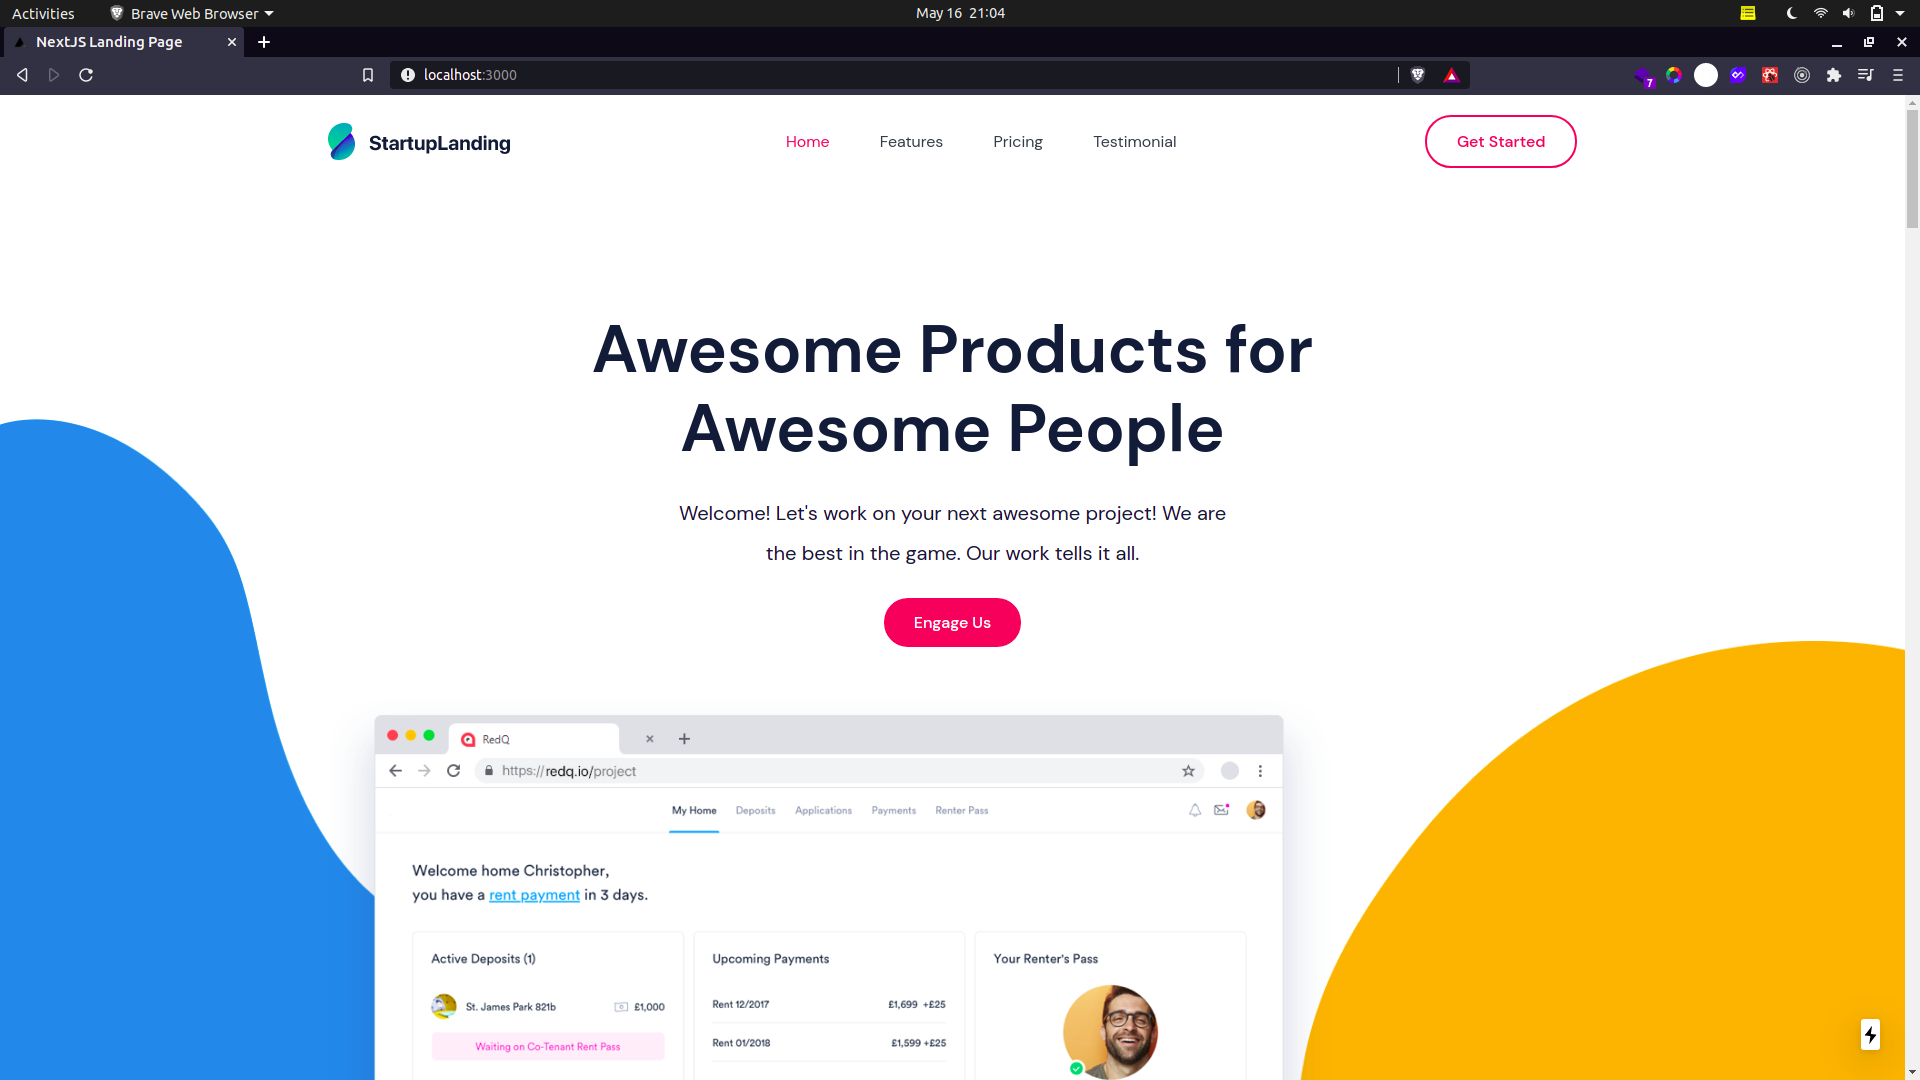 Activities
Brave Web Browser
May 16 21:04
NextJS Landing Page
localhost:3000
7
StartupLanding
Home
Features
Pricing
Testimonial
Get Started
Awesome Products for
Awesome People
Welcome! Let's work on your next awesome project! We are
the best in the game. Our work tells it all.
Engage Us
RedQ
https://redq.io/project
My Home
Deposits
Applications
Payments
Renter Pass
Welcome home Christopher,
you have a rent payment in 3 days.
Active Deposits (1)
St. James Park 821b
£1,000
Waiting on Co-Tenant Rent Pass
Upcoming Payments
Rent 12/2017
£1,699 +£25
Rent 01/2018
£1,599 +£25
Your Renter's Pass